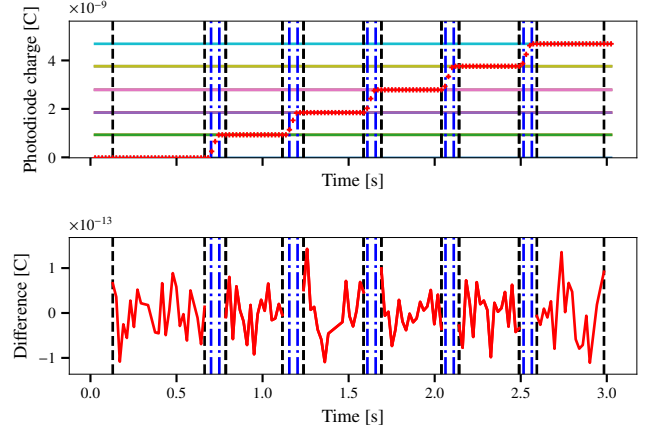 ×10⁻⁹
Photodiode charge [C]
4
2
0
Time [s]
×10⁻¹³
Difference [C]
1
0
−1
0.0 0.5 1.0 1.5 2.0 2.5 3.0
Time [s]